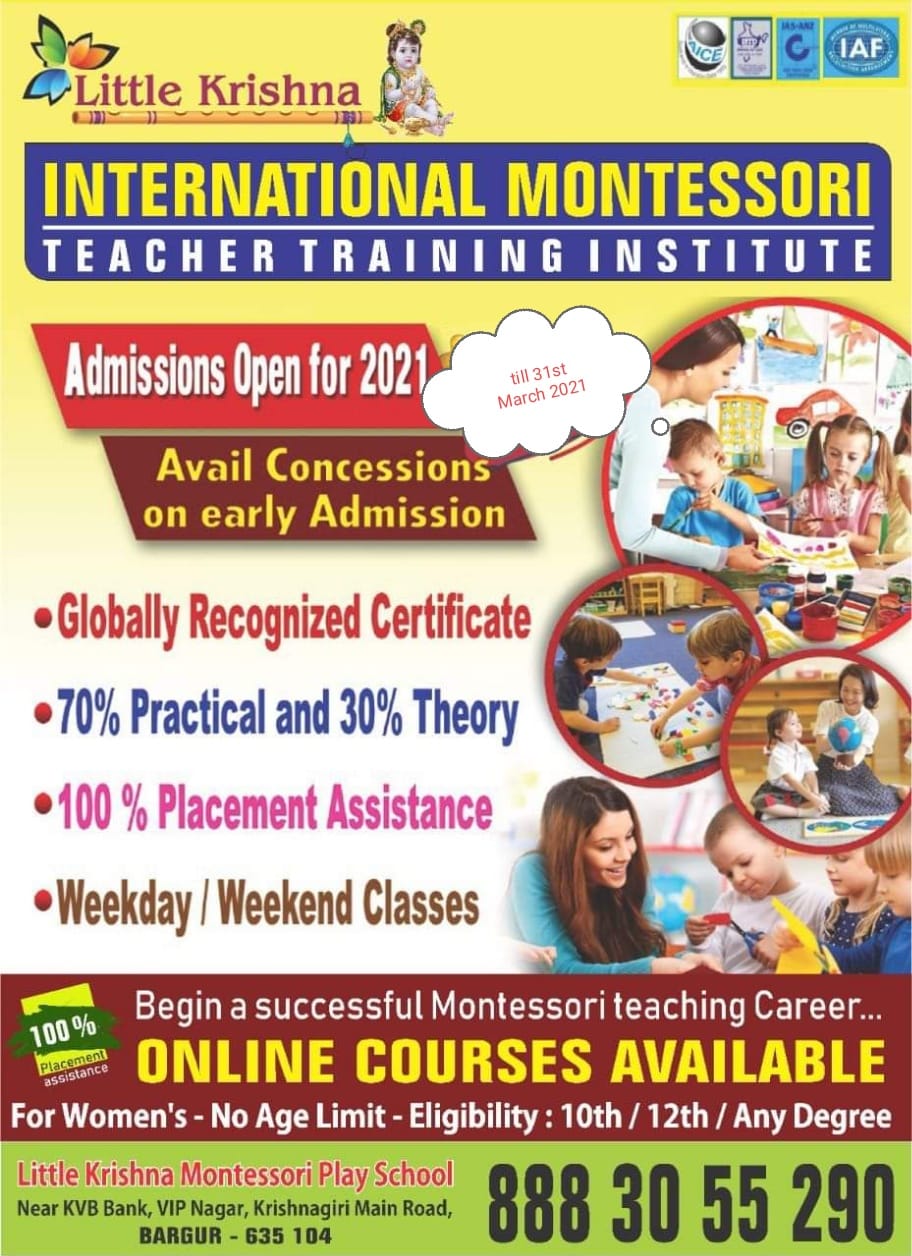 Little Krishna
AICE
IAS-ANZ
IAF
INTERNATIONAL MONTESSORI
TEACHER TRAINING INSTITUTE
Admissions Open for 2021
till 31st
March 2021
Avail Concessions
on early Admission
•Globally Recognized Certificate
•70% Practical and 30% Theory
•100 % Placement Assistance
•Weekday / Weekend Classes
100 %
Placement
assistance
Begin a successful Montessori teaching Career...
ONLINE COURSES AVAILABLE
For Women's - No Age Limit - Eligibility : 10th / 12th / Any Degree
Little Krishna Montessori Play School
Near KVB Bank, VIP Nagar, Krishnagiri Main Road,
BARGUR - 635 104
888 30 55 290